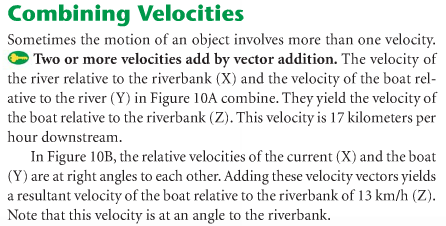 Combining Velocities
Sometimes the motion of an object involves more than one velocity.
Two or more velocities add by vector addition. The velocity of
the river relative to the riverbank (X) and the velocity of the boat rel-
ative to the river (Y) in Figure 10A combine. They yield the velocity of
the boat relative to the riverbank (Z). This velocity is 17 kilometers per
hour downstream.
In Figure 10B, the relative velocities of the current (X) and the boat
(Y) are at right angles to each other. Adding these velocity vectors yields
a resultant velocity of the boat relative to the riverbank of 13 km/h (Z).
Note that this velocity is at an angle to the riverbank.